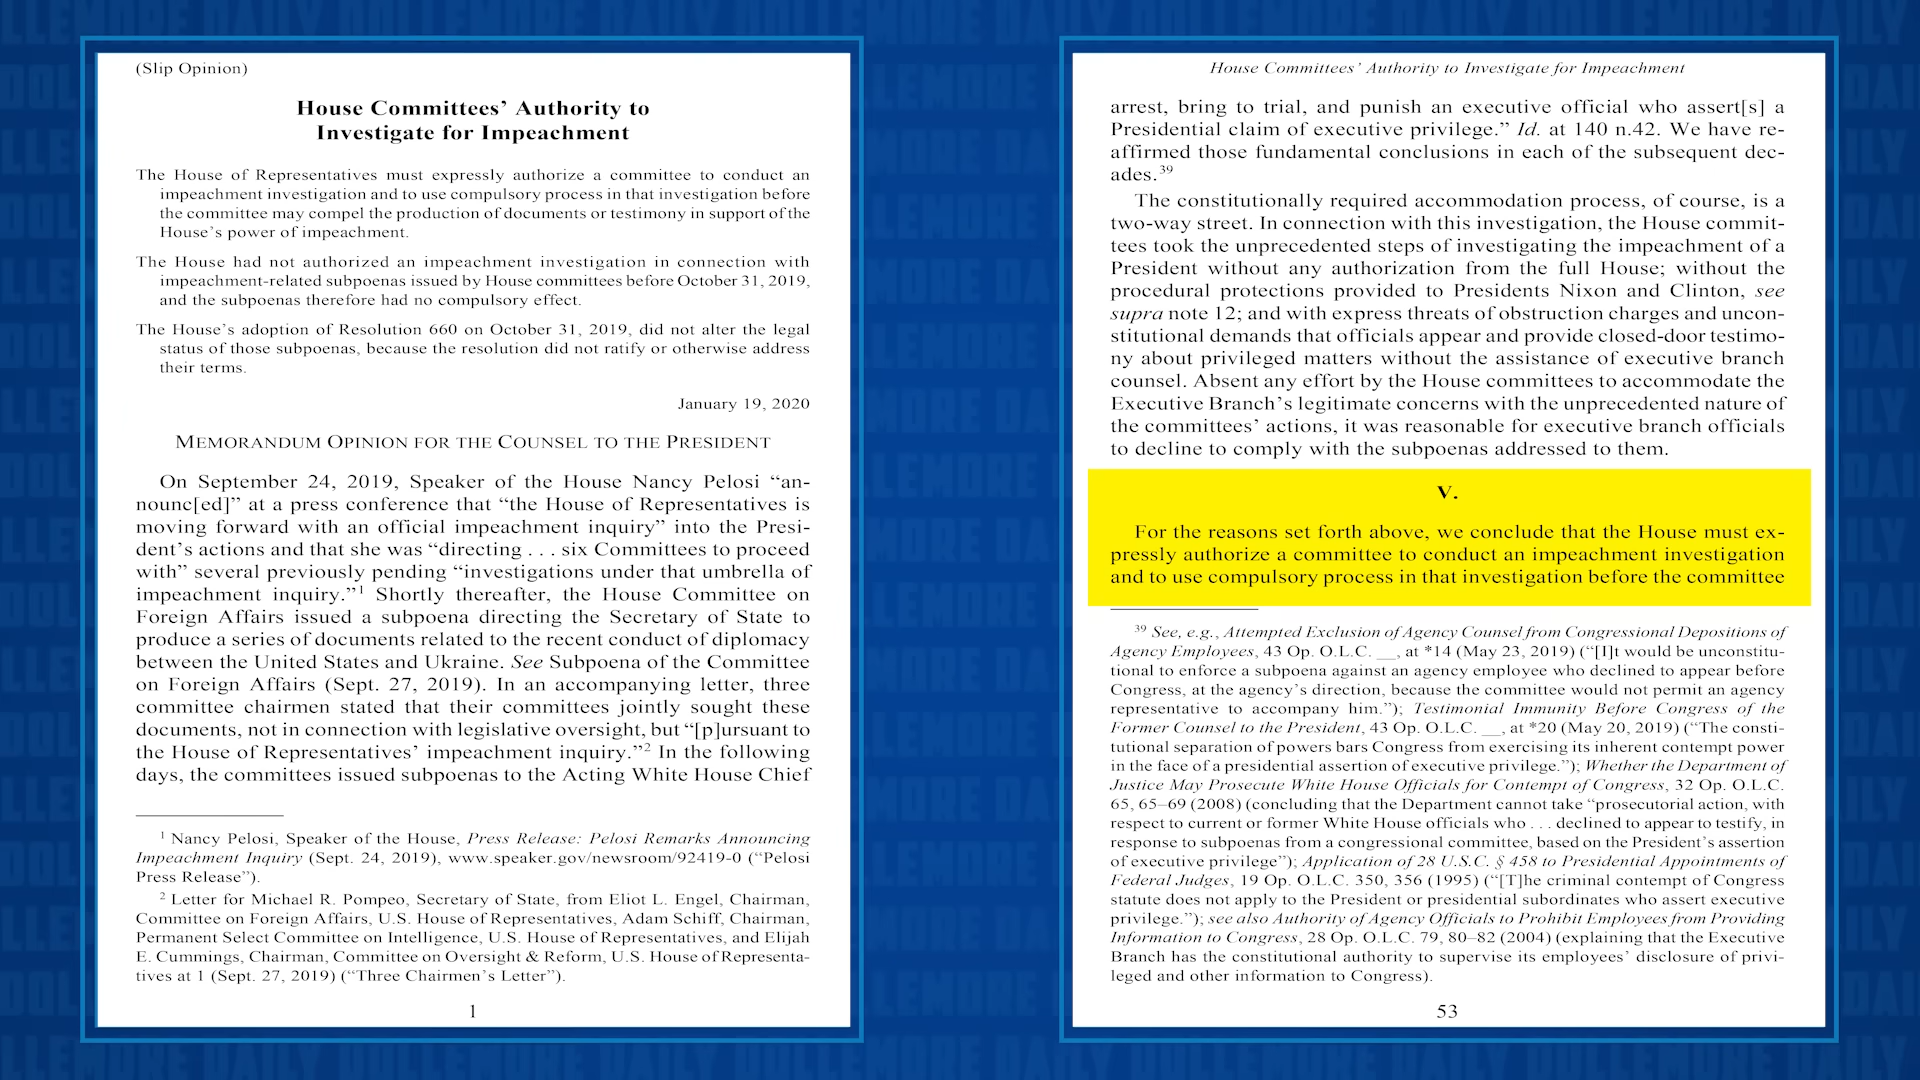 (Slip Opinion)
House Committees’ Authority to
Investigate for Impeachment
The House of Representatives must expressly authorize a committee to conduct an
impeachment investigation and to use compulsory process in that investigation before
the committee may compel the production of documents or testimony in support of the
House’s power of impeachment.
The House had not authorized an impeachment investigation in connection with
impeachment-related subpoenas issued by House committees before October 31, 2019,
and the subpoenas therefore had no compulsory effect.
The House’s adoption of Resolution 660 on October 31, 2019, did not alter the legal
status of those subpoenas, because the resolution did not ratify or otherwise address
their terms.
January 19, 2020
MEMORANDUM OPINION FOR THE COUNSEL TO THE PRESIDENT
On September 24, 2019, Speaker of the House Nancy Pelosi “an-
nounc[ed]” at a press conference that “the House of Representatives is
moving forward with an official impeachment inquiry” into the Presi-
dent’s actions and that she was “directing . . . six Committees to proceed
with” several previously pending “investigations under that umbrella of
impeachment inquiry.”1 Shortly thereafter, the House Committee on
Foreign Affairs issued a subpoena directing the Secretary of State to
produce a series of documents related to the recent conduct of diplomacy
between the United States and Ukraine. See Subpoena of the Committee
on Foreign Affairs (Sept. 27, 2019). In an accompanying letter, three
committee chairmen stated that their committees jointly sought these
documents, not in connection with legislative oversight, but “[p]ursuant to
the House of Representatives’ impeachment inquiry.”2 In the following
days, the committees issued subpoenas to the Acting White House Chief
1 Nancy Pelosi, Speaker of the House, Press Release: Pelosi Remarks Announcing
Impeachment Inquiry (Sept. 24, 2019), www.speaker.gov/newsroom/92419-0 (“Pelosi
Press Release”).
2 Letter for Michael R. Pompeo, Secretary of State, from Eliot L. Engel, Chairman,
Committee on Foreign Affairs, U.S. House of Representatives, Adam Schiff, Chairman,
Permanent Select Committee on Intelligence, U.S. House of Representatives, and Elijah
E. Cummings, Chairman, Committee on Oversight & Reform, U.S. House of Representa-
tives at 1 (Sept. 27, 2019) (“Three Chairmen’s Letter”).
1
House Committees’ Authority to Investigate for Impeachment
arrest, bring to trial, and punish an executive official who assert[s] a
Presidential claim of executive privilege.” Id. at 140 n.42. We have re-
affirmed those fundamental conclusions in each of the subsequent dec-
ades.39
The constitutionally required accommodation process, of course, is a
two-way street. In connection with this investigation, the House commit-
tees took the unprecedented steps of investigating the impeachment of a
President without any authorization from the full House; without the
procedural protections provided to Presidents Nixon and Clinton, see
supra note 12; and with express threats of obstruction charges and uncon-
stitutional demands that officials appear and provide closed-door testimo-
ny about privileged matters without the assistance of executive branch
counsel. Absent any effort by the House committees to accommodate the
Executive Branch’s legitimate concerns with the unprecedented nature of
the committees’ actions, it was reasonable for executive branch officials
to decline to comply with the subpoenas addressed to them.
V.
For the reasons set forth above, we conclude that the House must ex-
pressly authorize a committee to conduct an impeachment investigation
and to use compulsory process in that investigation before the committee
39 See, e.g., Attempted Exclusion of Agency Counsel from Congressional Depositions of
Agency Employees, 43 Op. O.L.C. __, at *14 (May 23, 2019) (“[I]t would be unconstitu-
tional to enforce a subpoena against an agency employee who declined to appear before
Congress, at the agency’s direction, because the committee would not permit an agency
representative to accompany him.”); Testimonial Immunity Before Congress of the
Former Counsel to the President, 43 Op. O.L.C. __, at *20 (May 20, 2019) (“The consti-
tutional separation of powers bars Congress from exercising its inherent contempt power
in the face of a presidential assertion of executive privilege.”); Whether the Department of
Justice May Prosecute White House Officials for Contempt of Congress, 32 Op. O.L.C.
65, 65–69 (2008) (concluding that the Department cannot take “prosecutorial action, with
respect to current or former White House officials who . . . declined to appear to testify, in
response to subpoenas from a congressional committee, based on the President’s assertion
of executive privilege”); Application of 28 U.S.C. § 458 to Presidential Appointments of
Federal Judges, 19 Op. O.L.C. 350, 356 (1995) (“[T]he criminal contempt of Congress
statute does not apply to the President or presidential subordinates who assert executive
privilege.”); see also Authority of Agency Officials to Prohibit Employees from Providing
Information to Congress, 28 Op. O.L.C. 79, 80–82 (2004) (explaining that the Executive
Branch has the constitutional authority to supervise its employees’ disclosure of privi-
leged and other information to Congress).
53